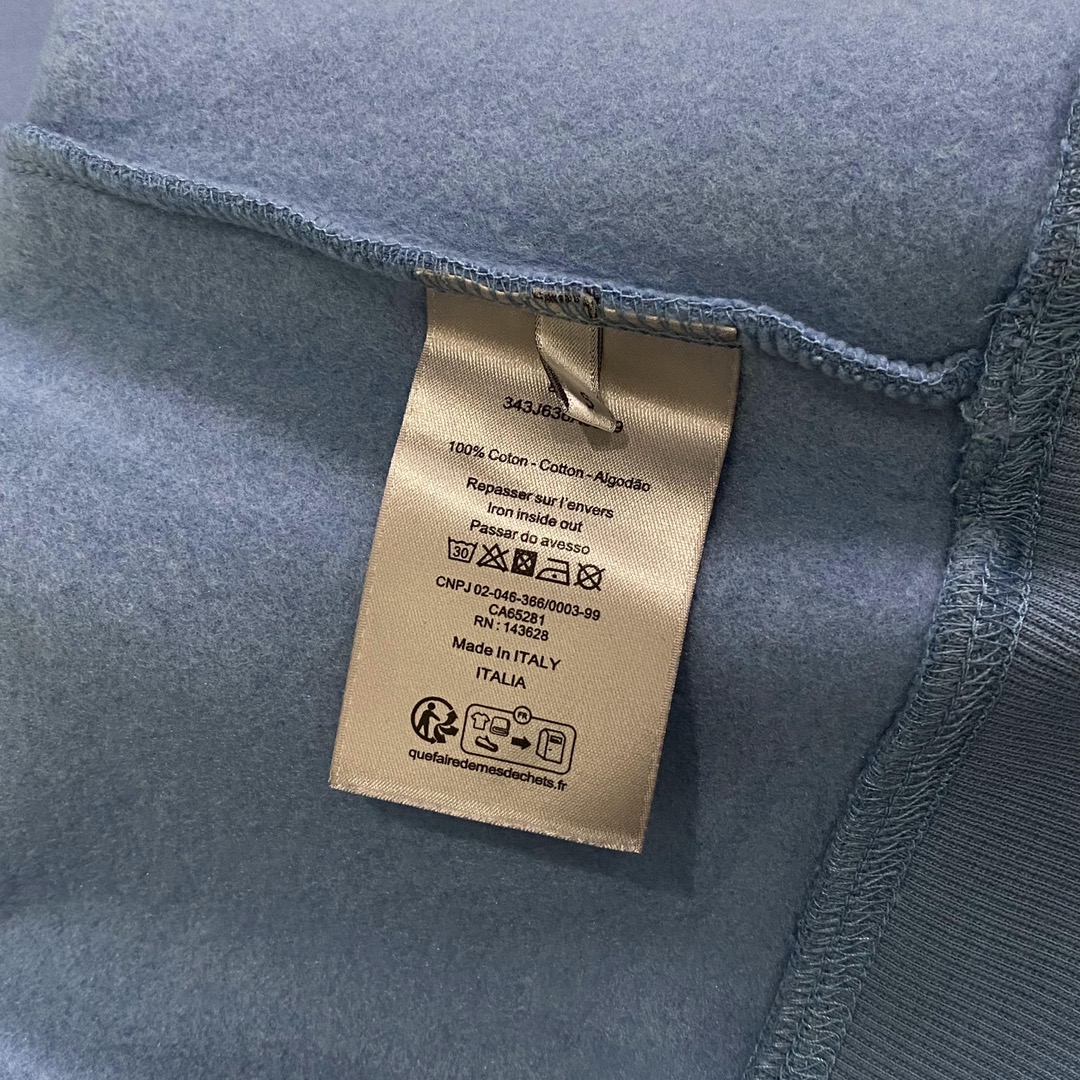 100% Coton - Cotton - Algodão
Repasser sur l'envers
Iron inside out
Passar do avesso
30
CNPJ 02-046-366/0003-99
CA65281
RN : 143628
Made In ITALY
ITALIA
FR
quefairedemesdechets.fr